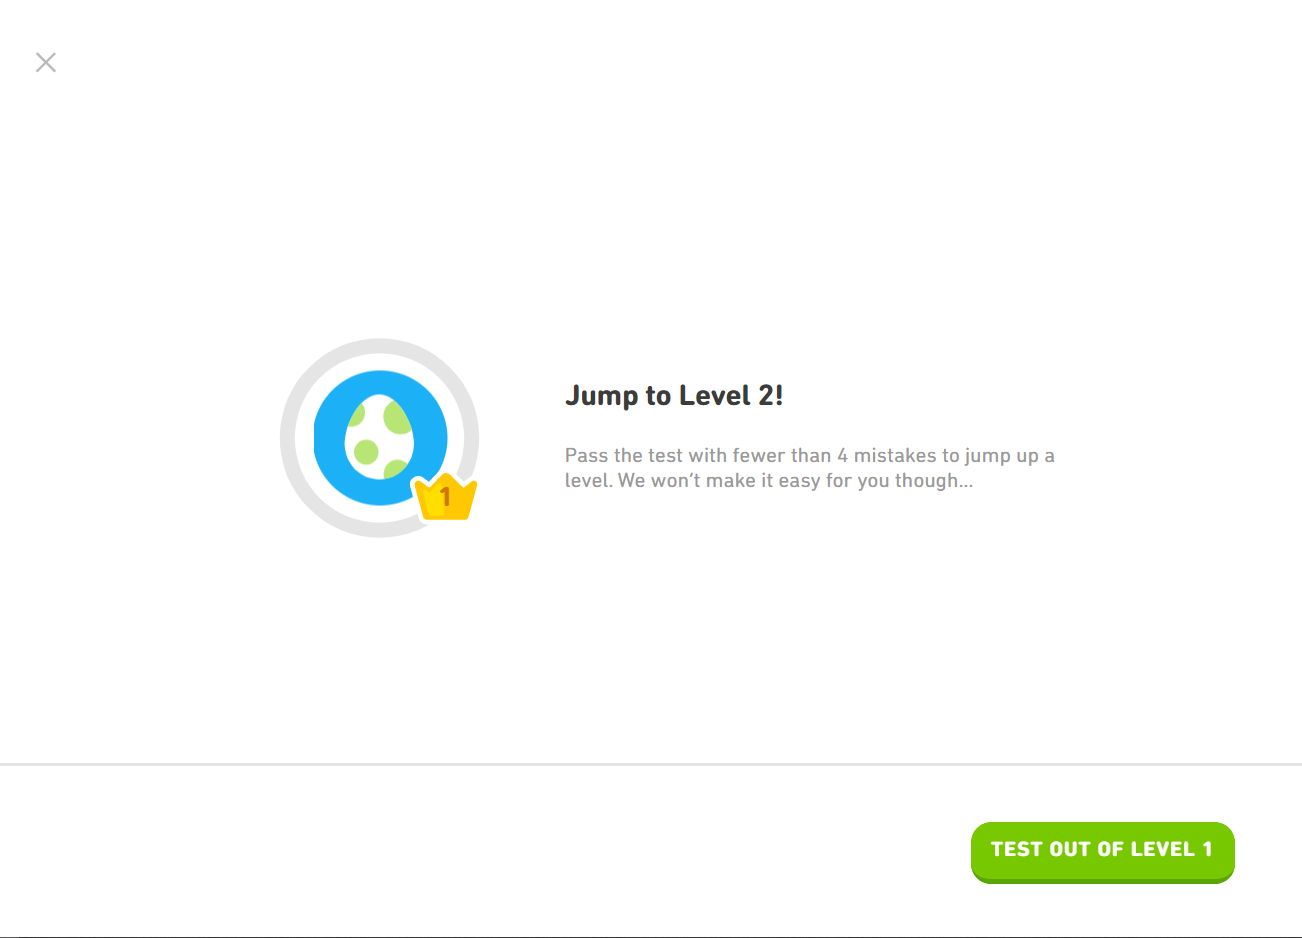 Jump to Level 2!
Pass the test with fewer than 4 mistakes to jump up a
level. We won’t make it easy for you though...
1
TEST OUT OF LEVEL 1